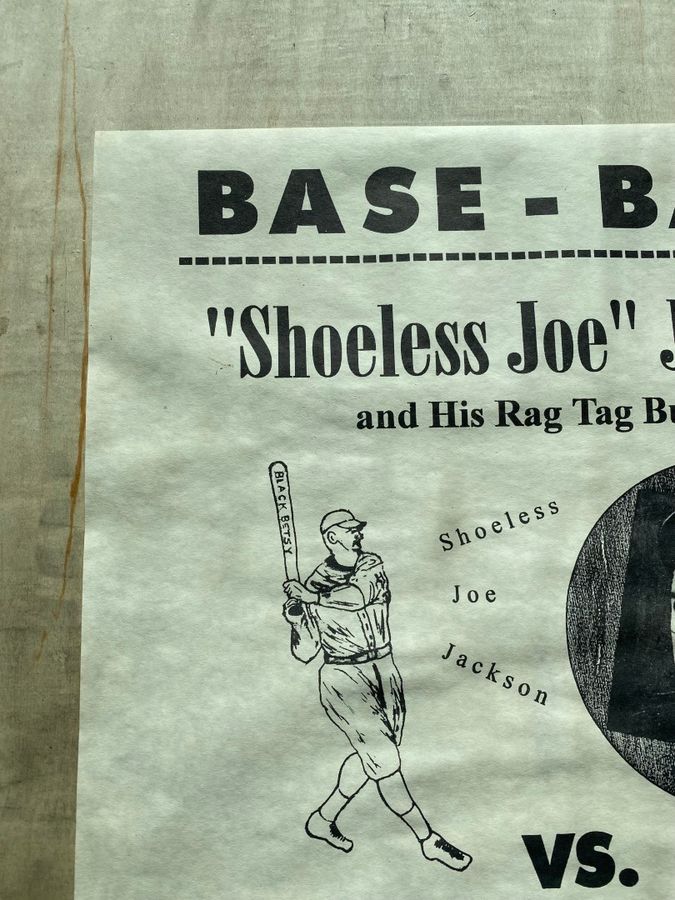 BASE - BA
"Shoeless Joe" J
and His Rag Tag Bu
BLACK BETSY
Shoeless
Joe
Jackson
VS.